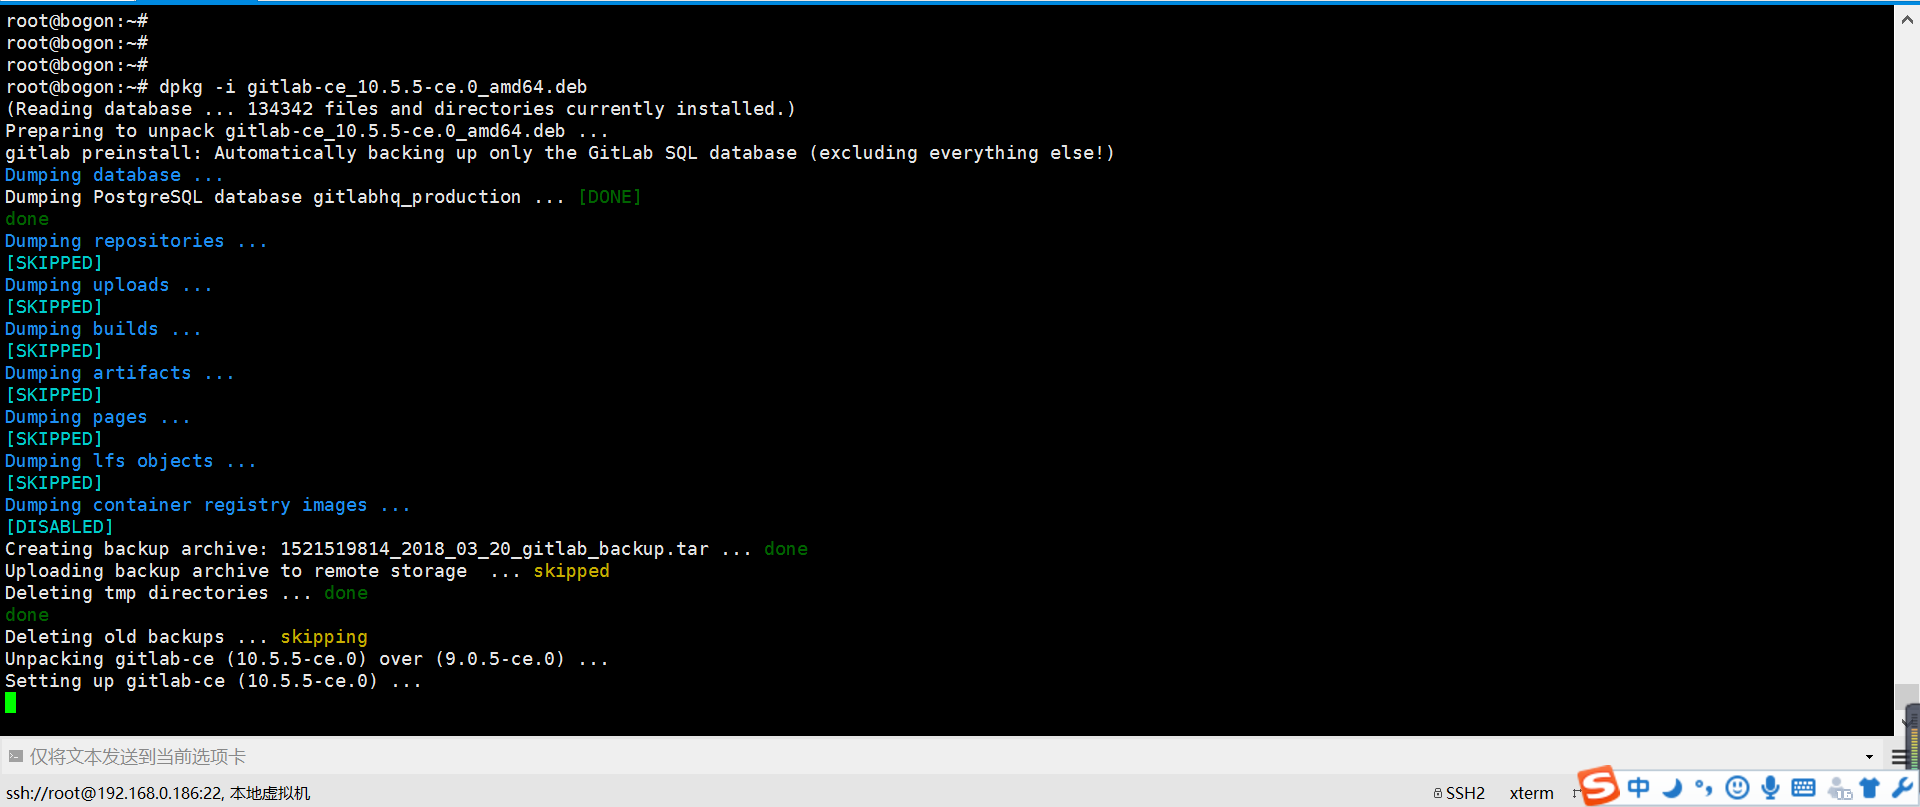 root@bogon:~#
root@bogon:~#
root@bogon:~#
root@bogon:~# dpkg -i gitlab-ce_10.5.5-ce.0_amd64.deb
(Reading database ... 134342 files and directories currently installed.)
Preparing to unpack gitlab-ce_10.5.5-ce.0_amd64.deb ...
gitlab preinstall: Automatically backing up only the GitLab SQL database (excluding everything else!)
Dumping database ...
Dumping PostgreSQL database gitlabhq_production ... [DONE]
done
Dumping repositories ...
[SKIPPED]
Dumping uploads ...
[SKIPPED]
Dumping builds ...
[SKIPPED]
Dumping artifacts ...
[SKIPPED]
Dumping pages ...
[SKIPPED]
Dumping lfs objects ...
[SKIPPED]
Dumping container registry images ...
[DISABLED]
Creating backup archive: 1521519814_2018_03_20_gitlab_backup.tar ... done
Uploading backup archive to remote storage  ... skipped
Deleting tmp directories ... done
done
Deleting old backups ... skipping
Unpacking gitlab-ce (10.5.5-ce.0) over (9.0.5-ce.0) ...
Setting up gitlab-ce (10.5.5-ce.0) ...
仅将文本发送到当前选项卡
ssh://root@192.168.0.186:22, 本地虚拟机 SSH2 xterm 中